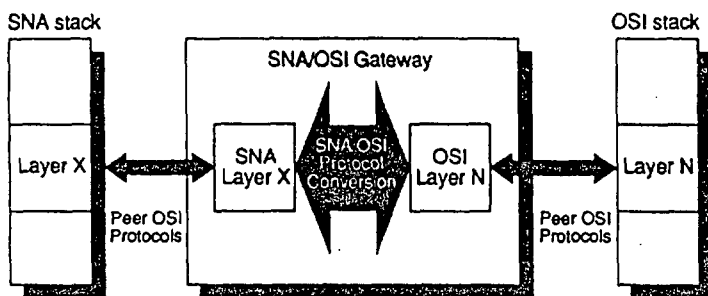 SNA stack
OSI stack
SNA/OSI Gateway
Layer X
SNA
Layer X
SNA OSI
Protocol
Conversion
OSI
Layer N
Layer N
Peer OSI
Protocols
Peer OSI
Protocols